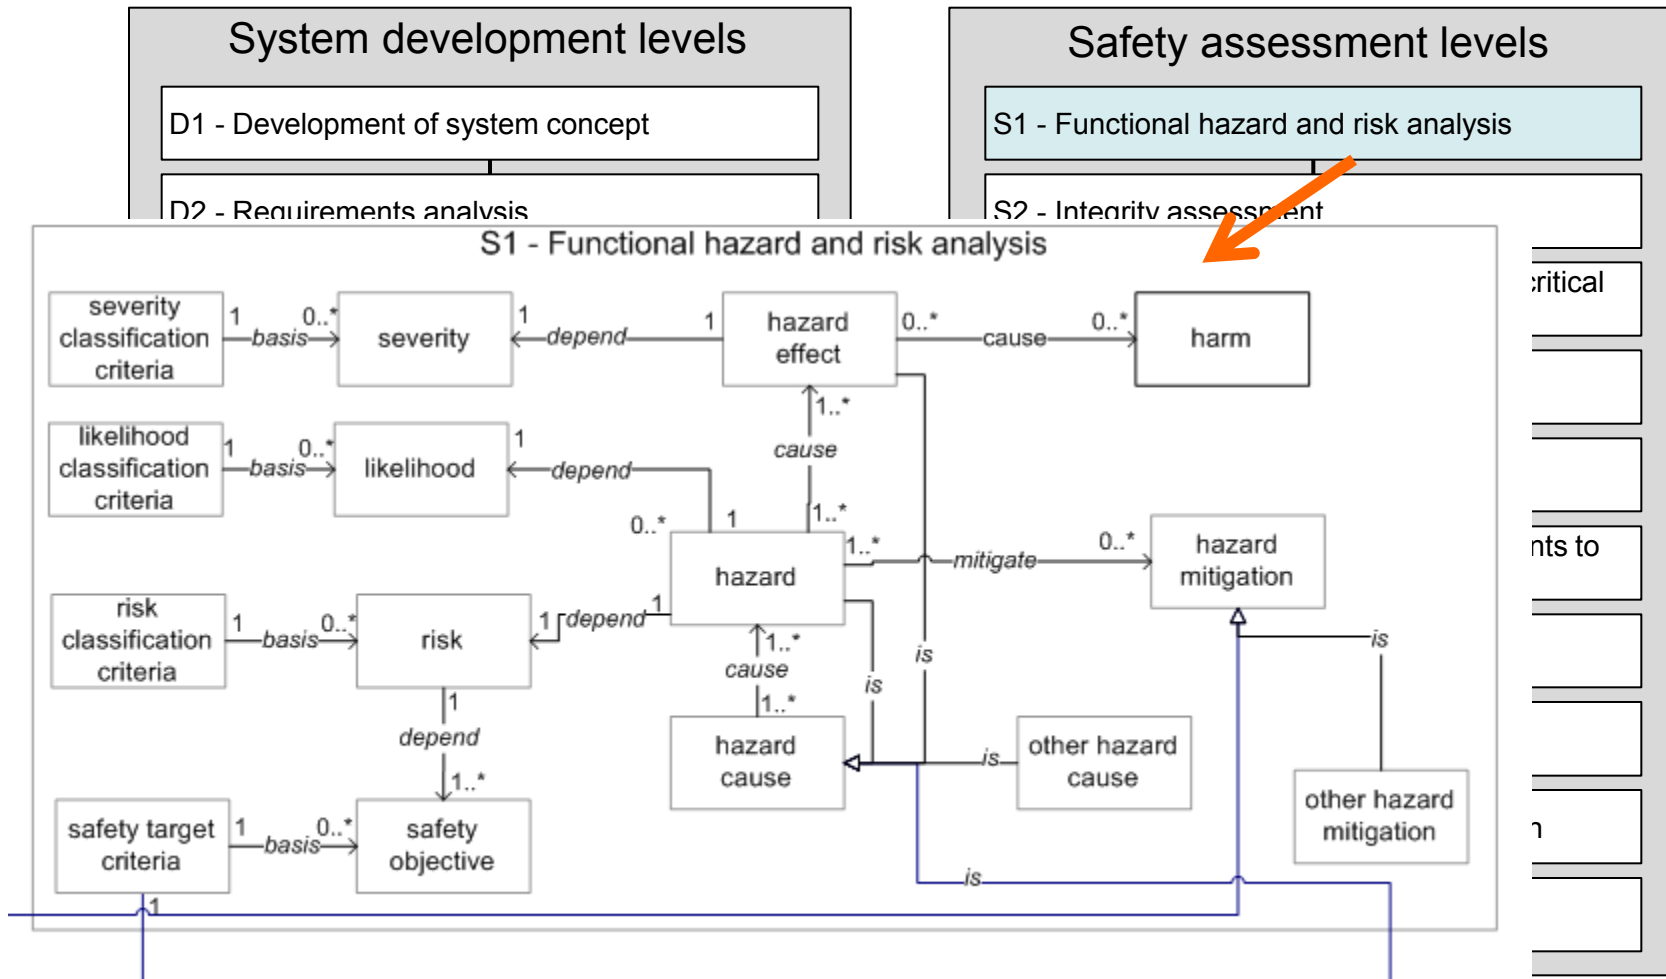 System development levels
Safety assessment levels
D1 - Development of system concept
S1 - Functional hazard and risk analysis
D2 - Requirements analysis
S2 - Integrity assessment
critical
nts to
n
S1 - Functional hazard and risk analysis
severity
classification
criteria
1
basis
0..*
severity
1
depend
1
hazard
effect
0..*
cause
0..*
harm
1..*
cause
1..*
likelihood
classification
criteria
1
basis
0..*
likelihood
1
depend
0..*
1
hazard
1..*
mitigate
0..*
hazard
mitigation
risk
classification
criteria
1
basis
0..*
risk
1
depend
1
1..*
cause
1..*
is
is
is
1
depend
1..*
hazard
cause
is
other hazard
cause
other hazard
mitigation
safety target
criteria
1
basis
0..*
safety
objective
is
1